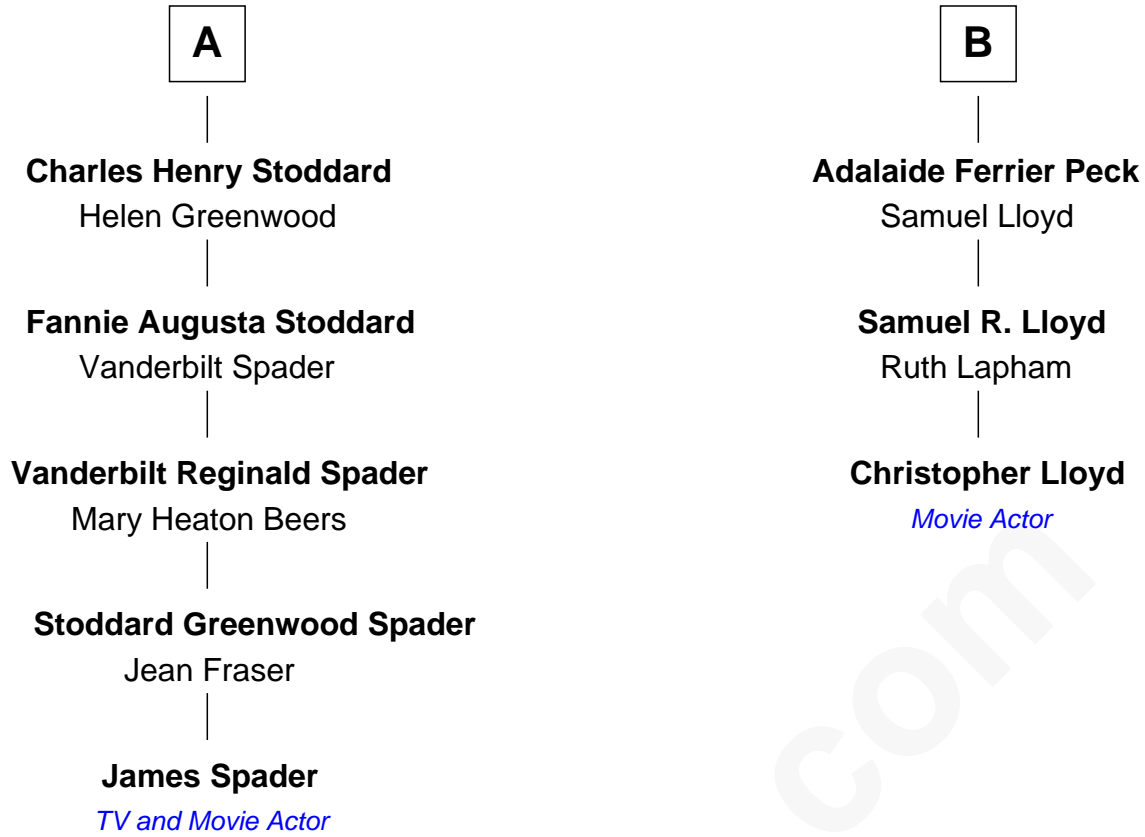 A
Charles Henry Stoddard
Helen Greenwood
Fannie Augusta Stoddard
Vanderbilt Spader
Vanderbilt Reginald Spader
Mary Heaton Beers
Stoddard Greenwood Spader
Jean Fraser
James Spader
TV and Movie Actor
B
Adalaide Ferrier Peck
Samuel Lloyd
Samuel R. Lloyd
Ruth Lapham
Christopher Lloyd
Movie Actor
com